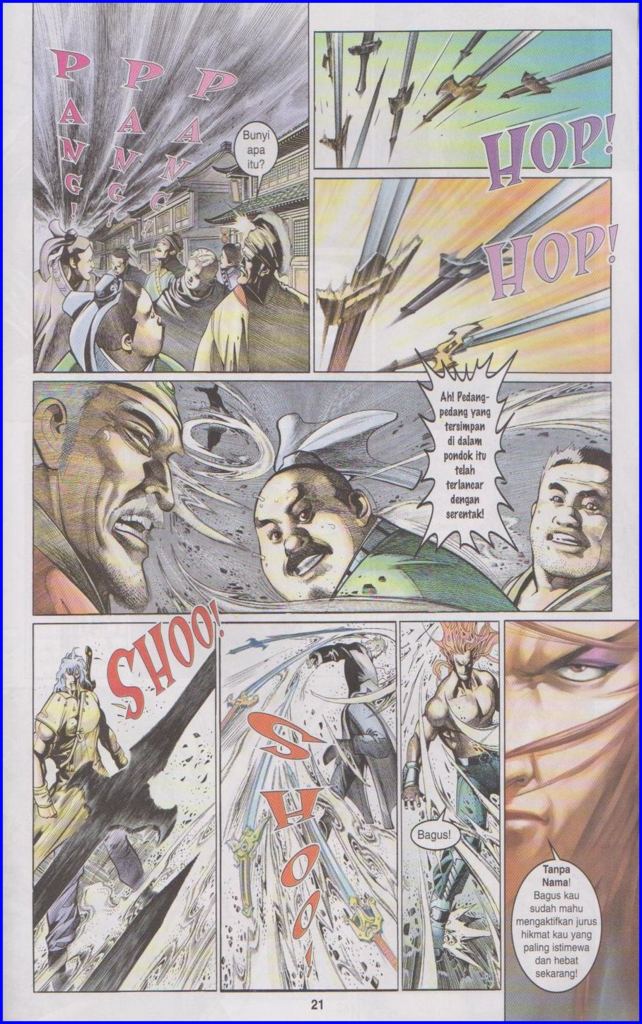 PANG!
PANG!
PANG!
Bunyi
apa
itu?
HOP!
HOP!
Ah! Pedang-
pedang yang
tersimpan
di dalam
pondok itu
telah
terlancar
dengan
serentak!
SHOO!
SHOOO!
Bagus!
Tanpa
Nama!
Bagus kau
sudah mahu
mengaktifkan jurus
hikmat kau yang
paling istimewa
dan hebat
sekarang!
21